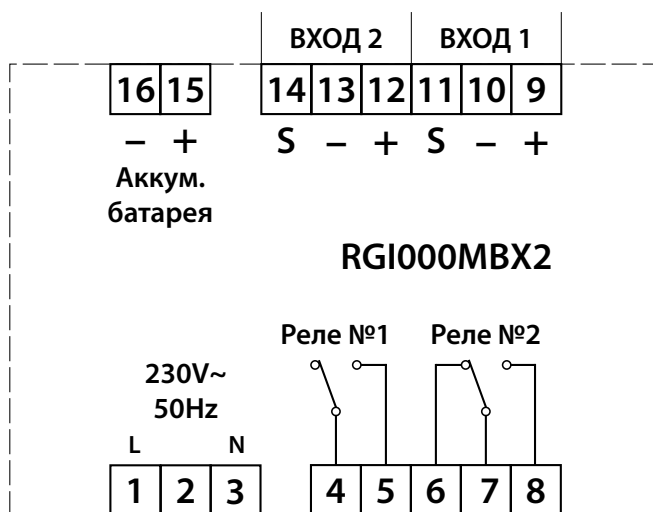 ВХОД 2 ВХОД 1
16 15 14 13 12 11 10 9
− + S − + S − +
Аккум.
батарея
RGI000MBX2
Реле №1 Реле №2
230V~
50Hz
L N
1 2 3 4 5 6 7 8